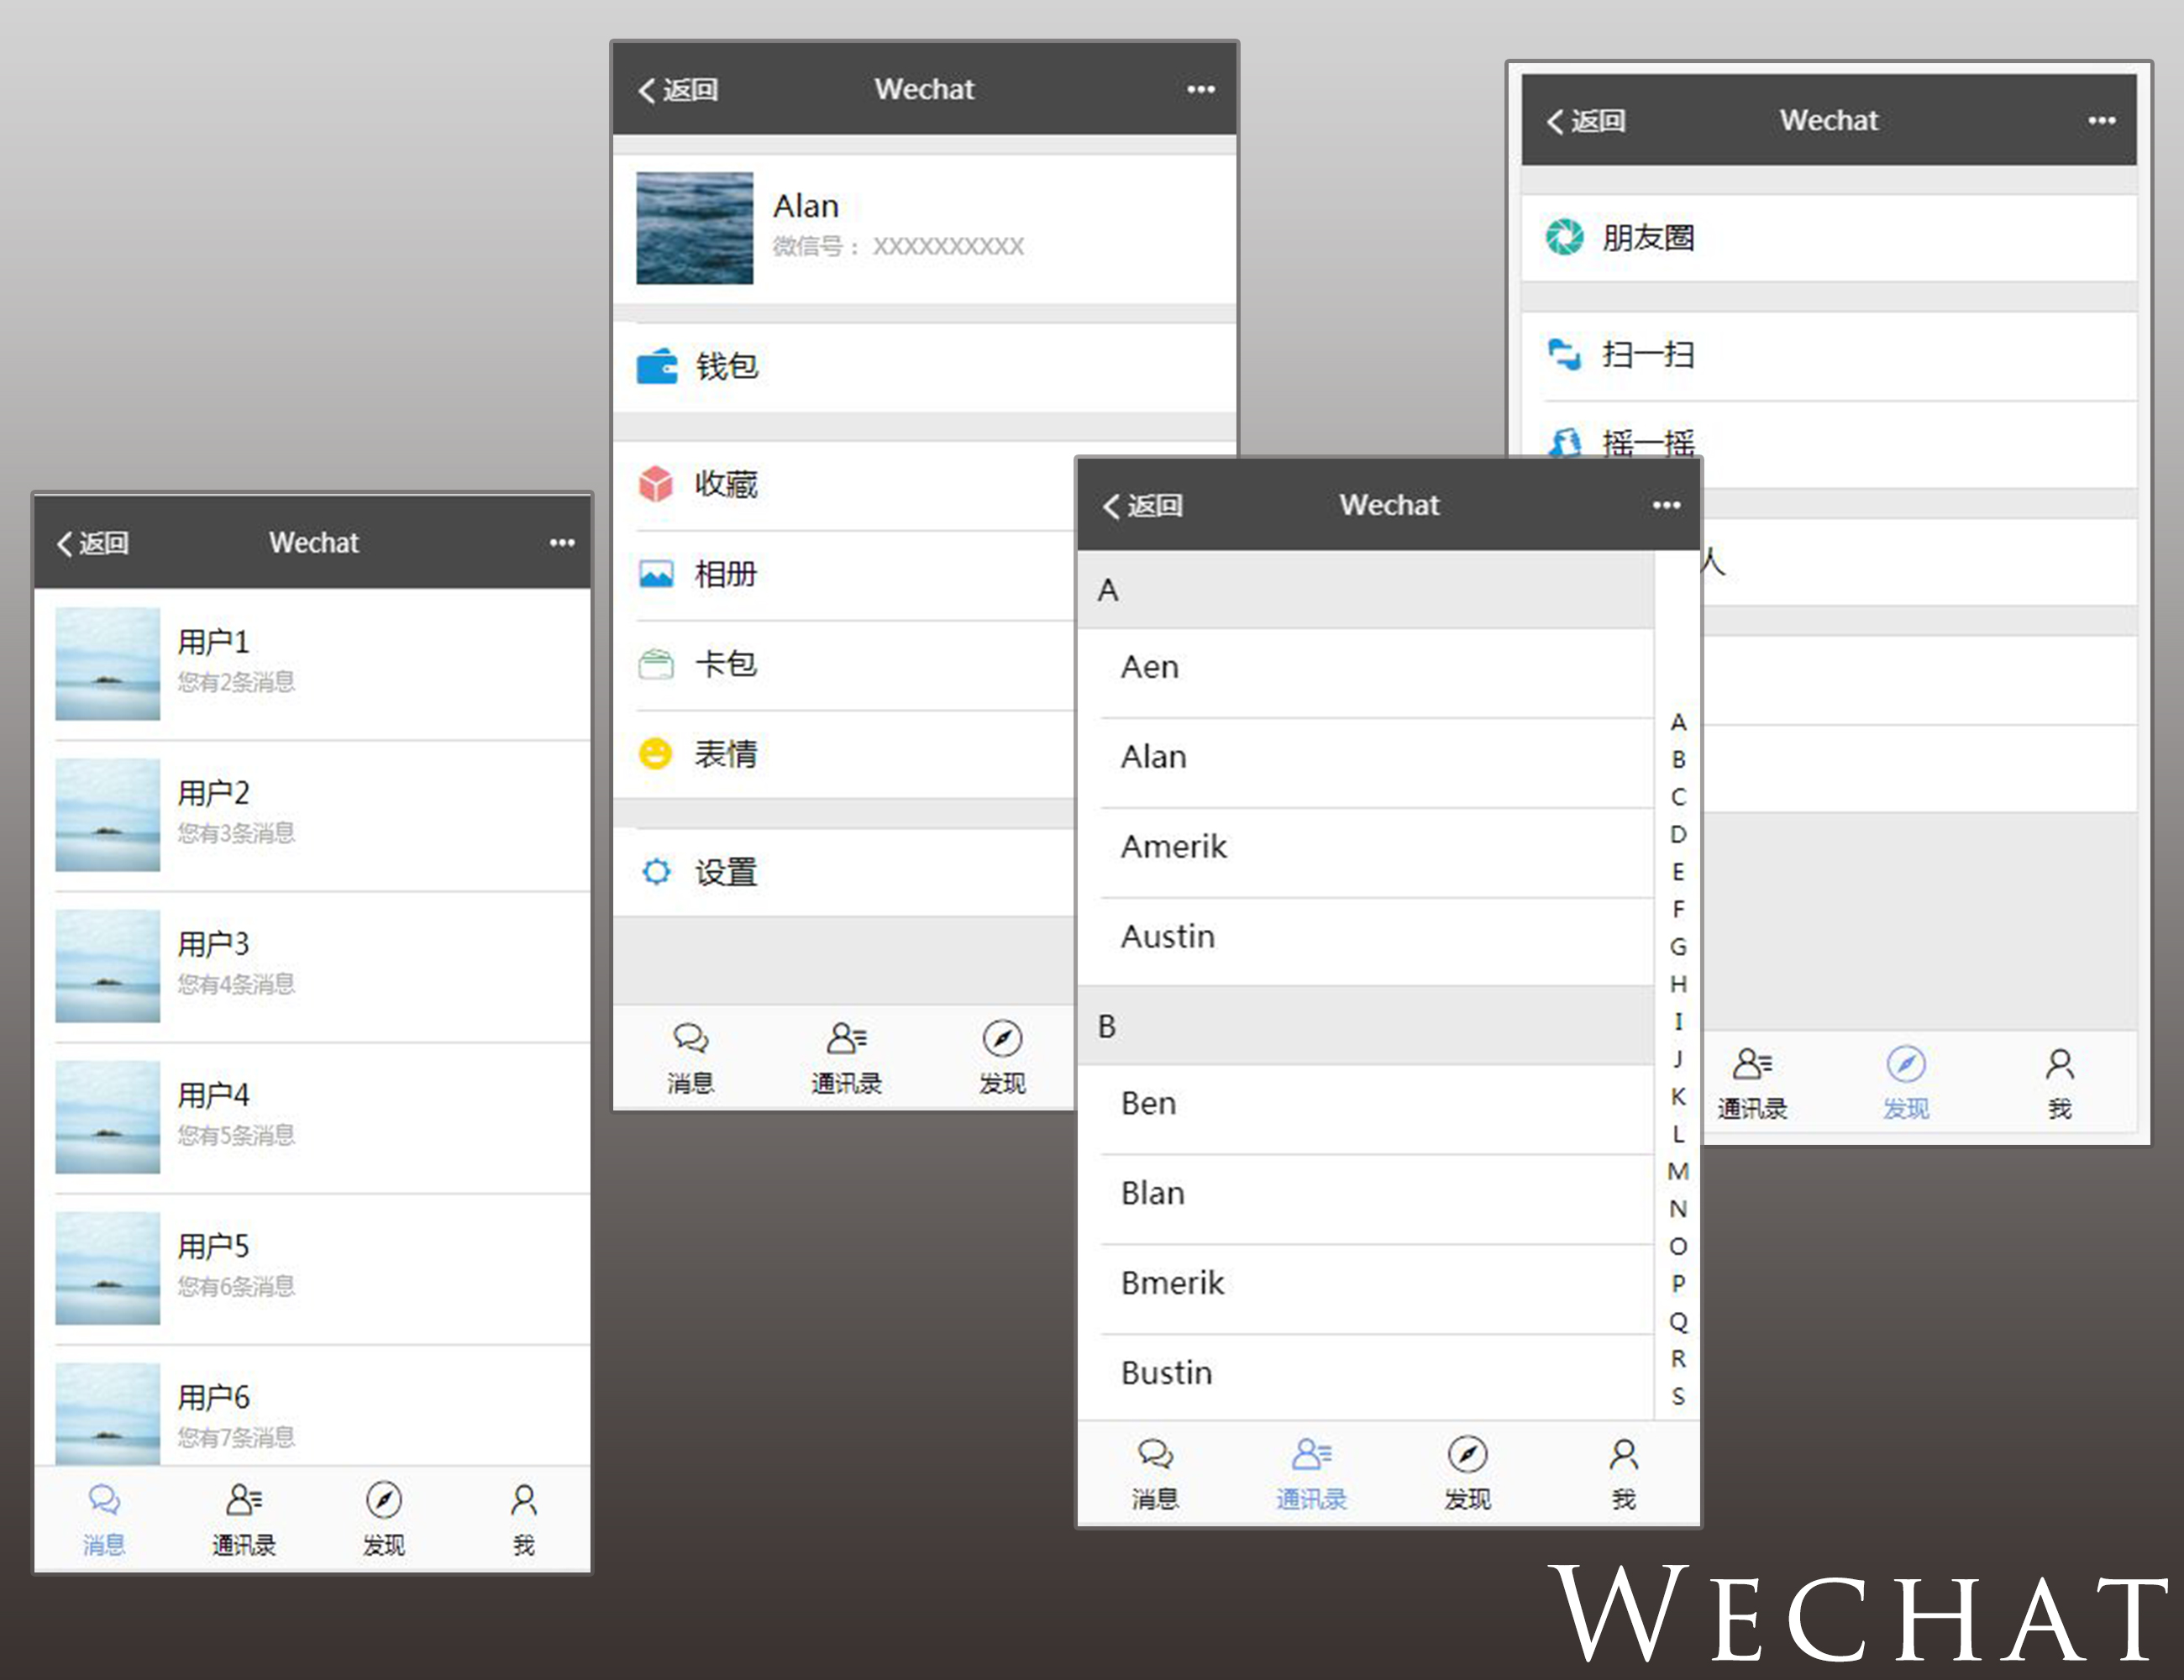 返回 Wechat •••
用户1
您有2条消息
用户2
您有3条消息
用户3
您有4条消息
用户4
您有5条消息
用户5
您有6条消息
用户6
您有7条消息
消息 通讯录 发现 我
返回 Wechat •••
Alan
微信号： XXXXXXXXXX
钱包
收藏
相册
卡包
表情
设置
消息 通讯录 发现
返回 Wechat •••
A
Aen
Alan
Amerik
Austin
B
Ben
Blan
Bmerik
Bustin
A
B
C
D
E
F
G
H
I
J
K
L
M
N
O
P
Q
R
S
消息 通讯录 发现 我
返回 Wechat •••
朋友圈
扫一扫
摇一摇
人
通讯录 发现 我
WECHAT